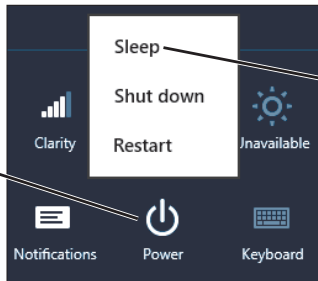 Sleep
Shut down
Restart
Clarity
Unavailable
Notifications
Power
Keyboard